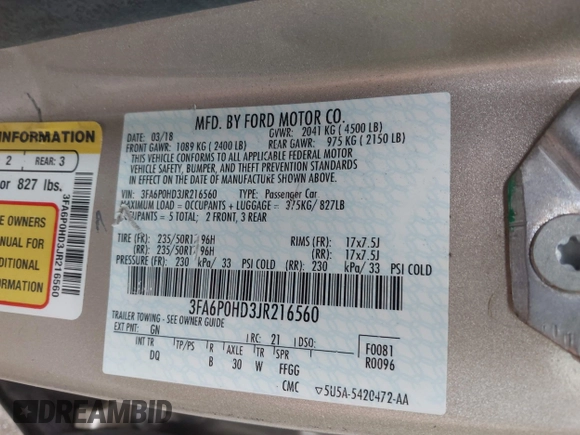 MFD. BY FORD MOTOR CO.
03/18
GVWR: 2041 KG ( 4500 LB)
FRONT GAWR: 1089 KG ( 2400 LB)
REAR GAWR: 975 KG ( 2150 LB)
THIS VEHICLE CONFORMS TO ALL APPLICABLE FEDERAL MOTOR
VEHICLE SAFETY, BUMPER, AND THEFT PREVENTION STANDARDS IN
EFFECT ON THE DATE OF MANUFACTURE SHOWN ABOVE.
VIN: 3FA6P0HD3JR216560 TYPE: Passenger Car
MAXIMUM LOAD = OCCUPANTS + LUGGAGE = 375KG/ 827LB
OCCUPANTS = 5 TOTAL: 2 FRONT, 3 REAR
TIRE (FR): 235/50R17 96H RIMS (FR): 17x7.5J
(RR): 235/50R17 96H (RR): 17x7.5J
PRESSURE (FR): 230 kPa/ 33 PSI COLD (RR): 230 kPa/ 33 PSI COLD
3FA6P0HD3JR216560
TRAILER TOWING - SEE OWNER GUIDE
EXT PNT: GN RC: 21 DSO:
F0081
R0096
INT TR TP/PS R AXLE TR SPR
DQ B 30 W FFGG
CMC 5U5A-5420472-AA
INFORMATION
2 REAR: 3
or 827 lbs.
E OWNERS
NUAL FOR
DITIONAL
ORMATION
3FA6P0HD3JR216560
DREAMBID